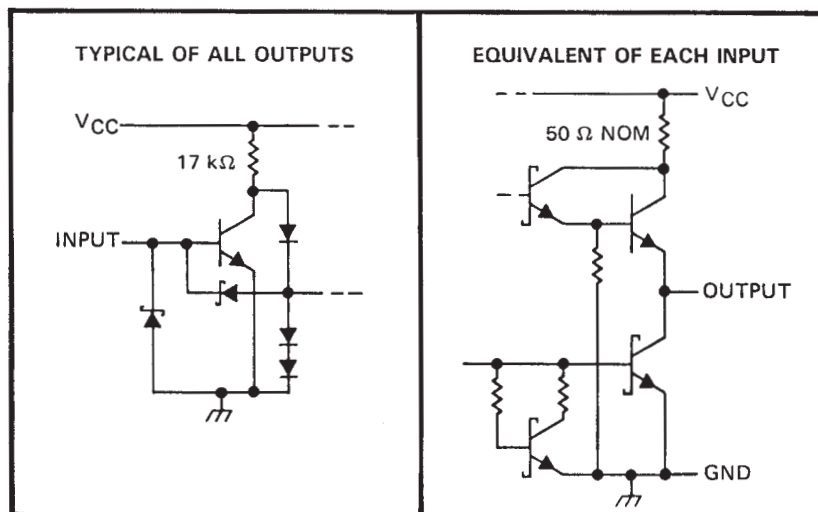 TYPICAL OF ALL OUTPUTS
VCC
17 kΩ
INPUT
EQUIVALENT OF EACH INPUT
VCC
50 Ω NOM
OUTPUT
GND